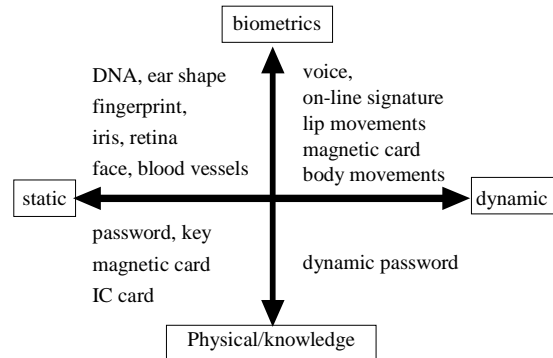 biometrics
DNA, ear shape
fingerprint,
iris, retina
face, blood vessels
voice,
on-line signature
lip movements
magnetic card
body movements
static
dynamic
password, key
magnetic card
IC card
dynamic password
Physical/knowledge